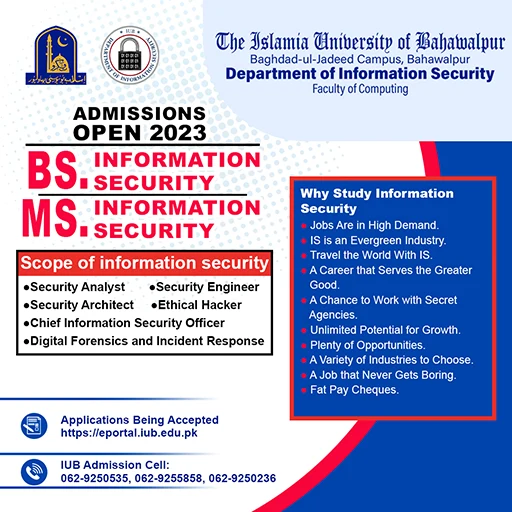 The Islamia University of Bahawalpur
Baghdad-ul-Jadeed Campus, Bahawalpur
Department of Information Security
Faculty of Computing
IUB
DEPARTMENT OF INFORMATION SECURITY
ADMISSIONS
OPEN 2023
BS. INFORMATION
SECURITY
MS. INFORMATION
SECURITY
Scope of information security
•Security Analyst •Security Engineer
•Security Architect •Ethical Hacker
•Chief Information Security Officer
•Digital Forensics and Incident Response
Why Study Information
Security
• Jobs Are in High Demand.
• IS is an Evergreen Industry.
• Travel the World With IS.
• A Career that Serves the Greater
Good.
• A Chance to Work with Secret
Agencies.
• Unlimited Potential for Growth.
• Plenty of Opportunities.
• A Variety of Industries to Choose.
• A Job that Never Gets Boring.
• Fat Pay Cheques.
Applications Being Accepted
https://eportal.iub.edu.pk
IUB Admission Cell:
062-9250535, 062-9255858, 062-9250236